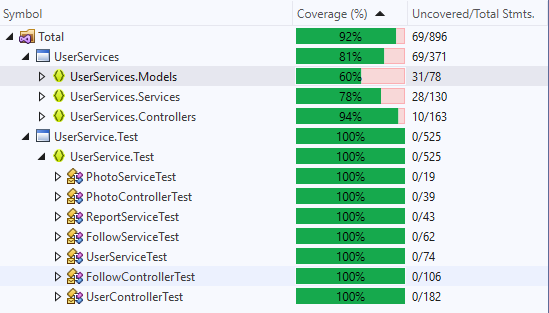 Symbol Coverage (%) Uncovered/Total Stmts.
Total 92% 69/896
UserServices 81% 69/371
UserServices.Models 60% 31/78
UserServices.Services 78% 28/130
UserServices.Controllers 94% 10/163
UserService.Test 100% 0/525
UserService.Test 100% 0/525
PhotoServiceTest 100% 0/19
PhotoControllerTest 100% 0/39
ReportServiceTest 100% 0/43
FollowServiceTest 100% 0/62
UserServiceTest 100% 0/74
FollowControllerTest 100% 0/106
UserControllerTest 100% 0/182